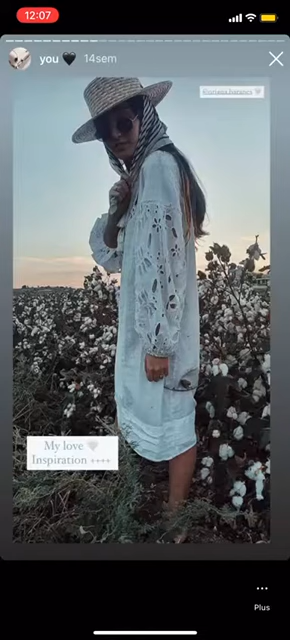 12:07
you 🖤 14sem
My love 🤍
Inspiration ++++
Plus